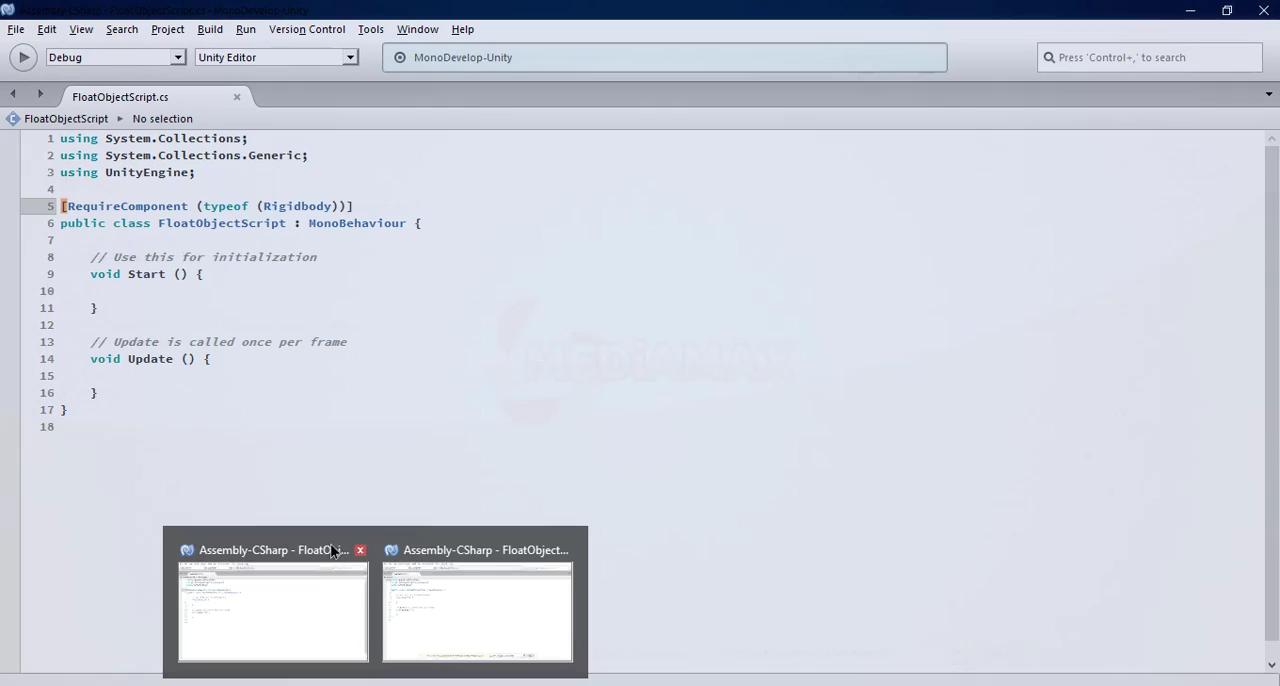 Assembly-CSharp - FloatObjectScript.cs - MonoDevelop-Unity
File Edit View Search Project Build Run Version Control Tools Window Help
Debug Unity Editor MonoDevelop-Unity Press 'Control+,' to search
FloatObjectScript.cs
FloatObjectScript No selection
1 using System.Collections;
2 using System.Collections.Generic;
3 using UnityEngine;
4
5 [RequireComponent (typeof (Rigidbody))]
6 public class FloatObjectScript : MonoBehaviour {
7
8 // Use this for initialization
9 void Start () {
10
11 }
12
13 // Update is called once per frame
14 void Update () {
15
16 }
17 }
18
MEDIAMAX
Assembly-CSharp - FloatObj... Assembly-CSharp - FloatObject...